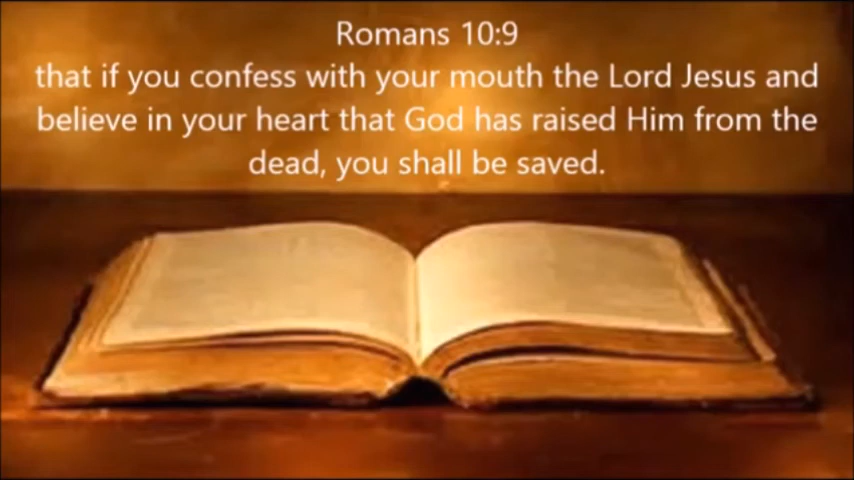 Romans 10:9
that if you confess with your mouth the Lord Jesus and
believe in your heart that God has raised Him from the
dead, you shall be saved.